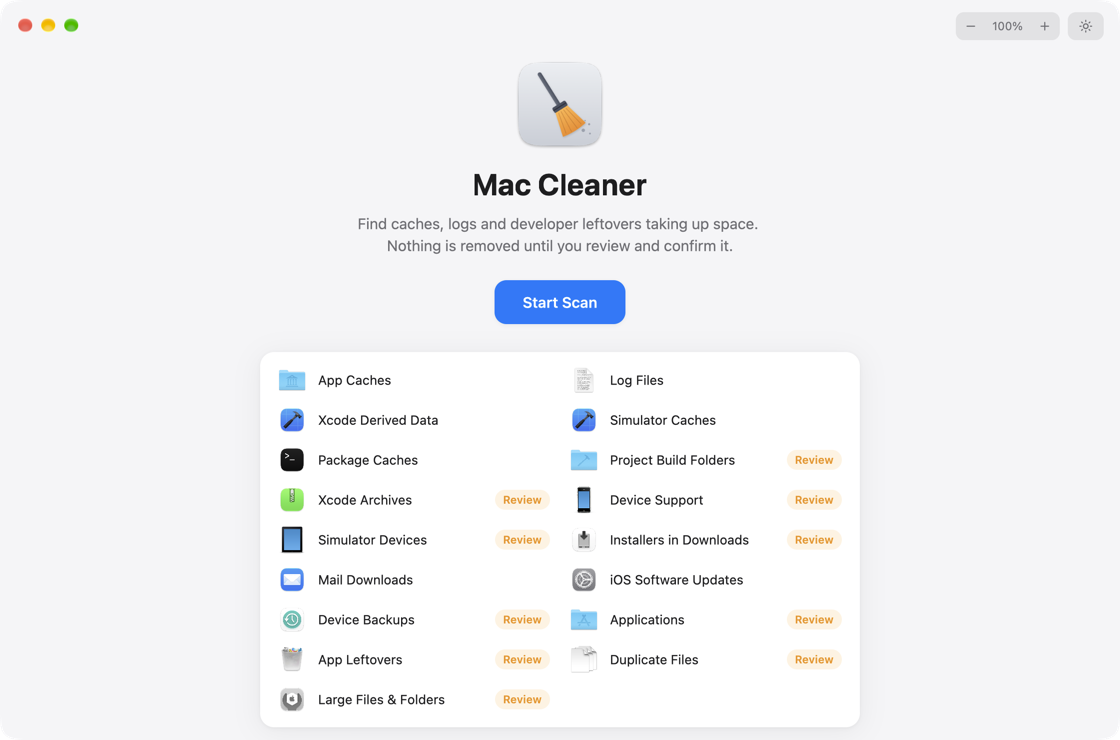 − 100% +
Mac Cleaner
Find caches, logs and developer leftovers taking up space.
Nothing is removed until you review and confirm it.
Start Scan
App Caches
Log Files
Xcode Derived Data
Simulator Caches
Package Caches
Project Build Folders Review
Xcode Archives Review
Device Support Review
Simulator Devices Review
Installers in Downloads Review
Mail Downloads
iOS Software Updates
Device Backups Review
Applications Review
App Leftovers Review
Duplicate Files Review
Large Files & Folders Review